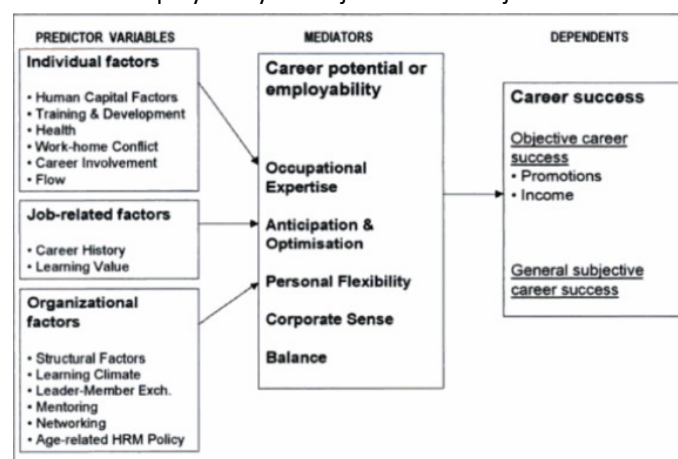 PREDICTOR VARIABLES
Individual factors
• Human Capital Factors
• Training & Development
• Health
• Work-home Conflict
• Career Involvement
• Flow
Job-related factors
• Career History
• Learning Value
Organizational
factors
• Structural Factors
• Learning Climate
• Leader-Member Exch.
• Mentoring
• Networking
• Age-related HRM Policy
MEDIATORS
Career potential or
employability
Occupational
Expertise
Anticipation &
Optimisation
Personal Flexibility
Corporate Sense
Balance
DEPENDENTS
Career success
Objective career
success
• Promotions
• Income
General subjective
career success